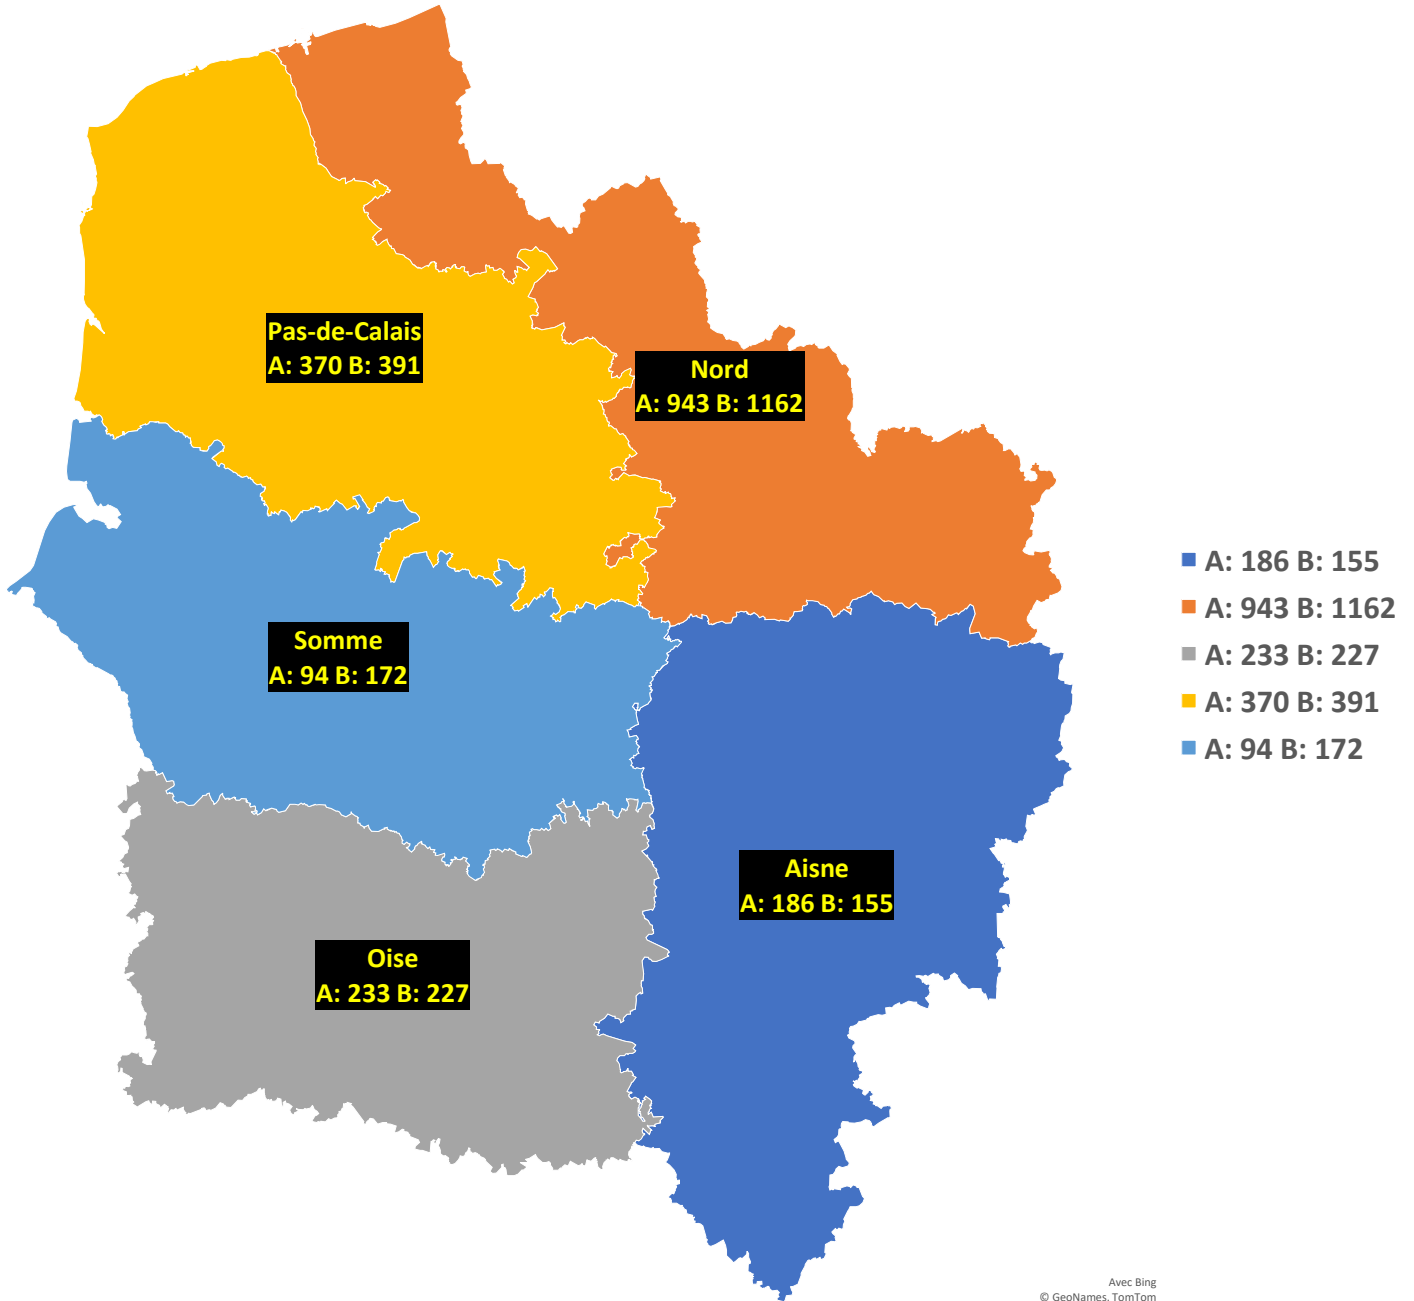 Pas-de-Calais
A: 370 B: 391
Nord
A: 943 B: 1162
Somme
A: 94 B: 172
Aisne
A: 186 B: 155
Oise
A: 233 B: 227
A: 186 B: 155
A: 943 B: 1162
A: 233 B: 227
A: 370 B: 391
A: 94 B: 172
Avec Bing
© GeoNames, TomTom